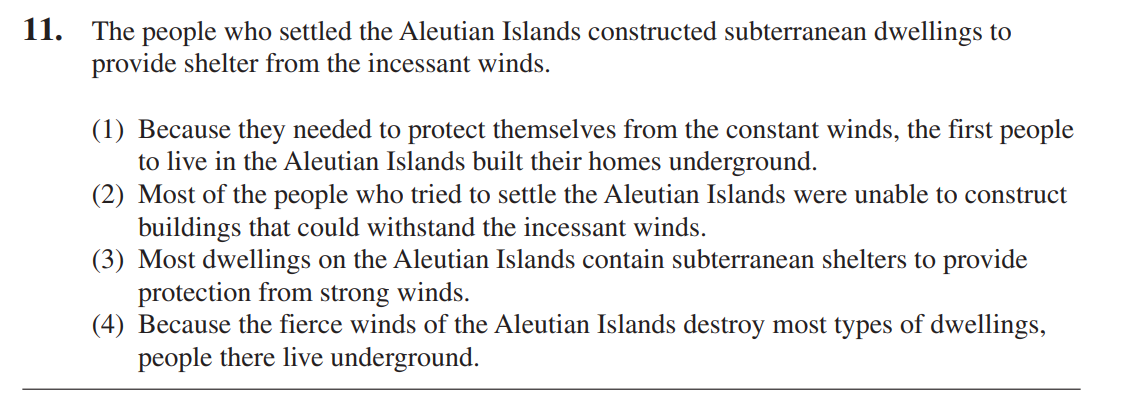 11. The people who settled the Aleutian Islands constructed subterranean dwellings to
provide shelter from the incessant winds.
(1) Because they needed to protect themselves from the constant winds, the first people
to live in the Aleutian Islands built their homes underground.
(2) Most of the people who tried to settle the Aleutian Islands were unable to construct
buildings that could withstand the incessant winds.
(3) Most dwellings on the Aleutian Islands contain subterranean shelters to provide
protection from strong winds.
(4) Because the fierce winds of the Aleutian Islands destroy most types of dwellings,
people there live underground.